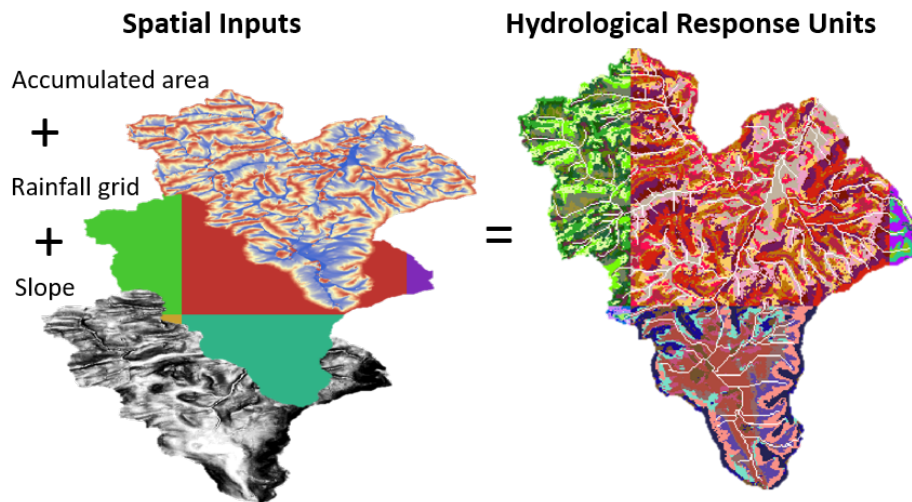 Spatial Inputs
Hydrological Response Units
Accumulated area
+
Rainfall grid
+
=
Slope